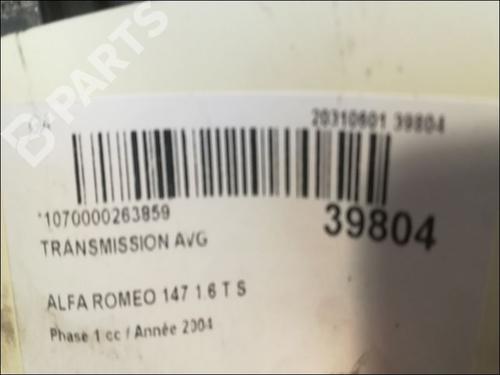 B-PARTS
20310601 39804
*1070000263859
39804
TRANSMISSION AVG
ALFA ROMEO 147 1.6 T S
Phase 1 cc / Année 2004